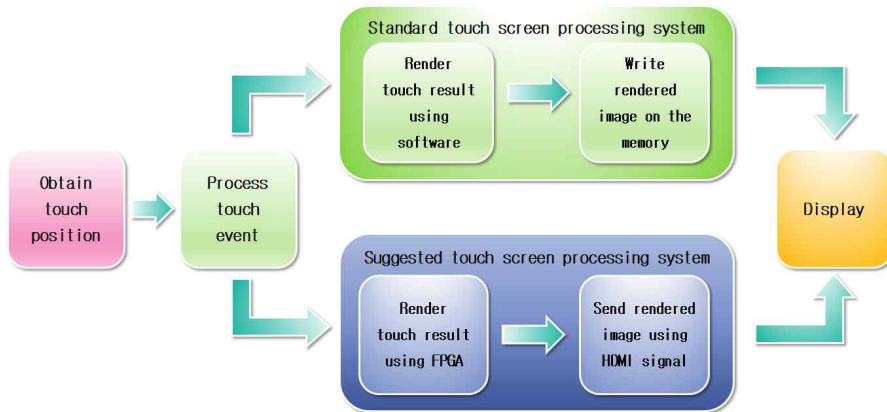 Standard touch screen processing system
Render
touch result
using
software
Write
rendered
image on the
memory
Obtain
touch
position
Process
touch
event
Display
Suggested touch screen processing system
Render
touch result
using FPGA
Send rendered
image using
HDMI signal